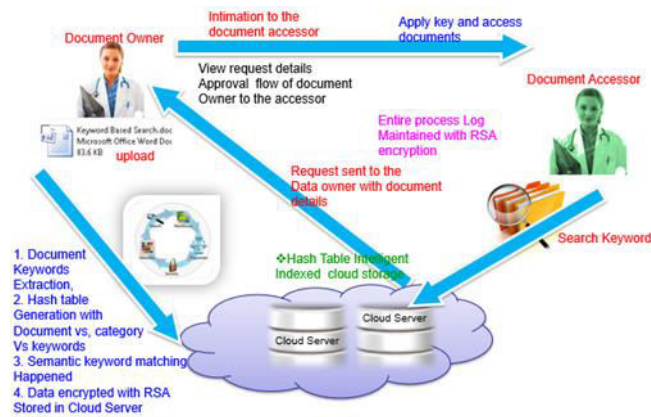 Document Owner
Intimation to the
document accessor
Apply key and access
documents
View request details
Approval flow of document
Owner to the accessor
Document Accessor
Keyword Based Search.doc
Microsoft Office Word Doc
83.6 KB
upload
Entire process Log
Maintained with RSA
encryption
Request sent to the
Data owner with document
details
Search Keyword
❖Hash Table Intelligent
Indexed cloud storage
1. Document
Keywords
Extraction,
2. Hash table
Generation with
Document vs, category
Vs keywords
3. Semantic keyword matching
Happened
4. Data encrypted with RSA
Stored in Cloud Server
Cloud Server
Cloud Server